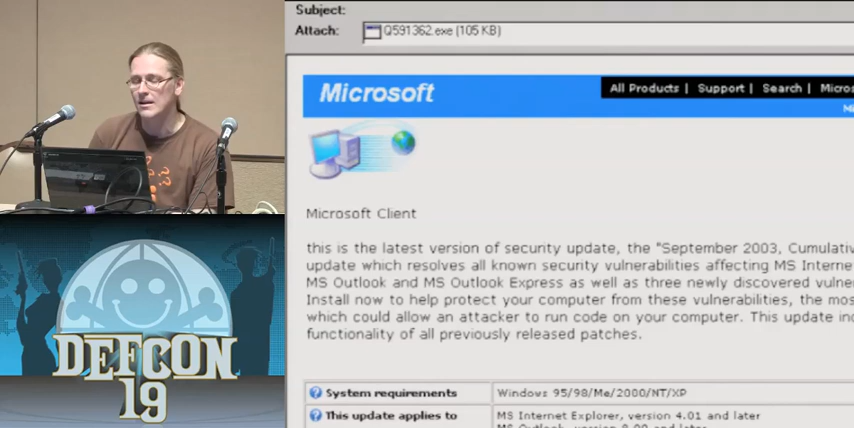 Subject:
Attach: Q591362.exe (105 KB)
Microsoft
All Products | Support | Search |
Microsoft Client
this is the latest version of security update, the "September 2003,
update which resolves all known security vulnerabilities affecting MS
MS Outlook and MS Outlook Express as well as three newly discovered
Install now to help protect your computer from these vulnerabilities, the
which could allow an attacker to run code on your computer. This update
functionality of all previously released patches.
System requirements Windows 95/98/Me/2000/NT/XP
This update applies to MS Internet Explorer, version 4.01 and later
DEFCON
19